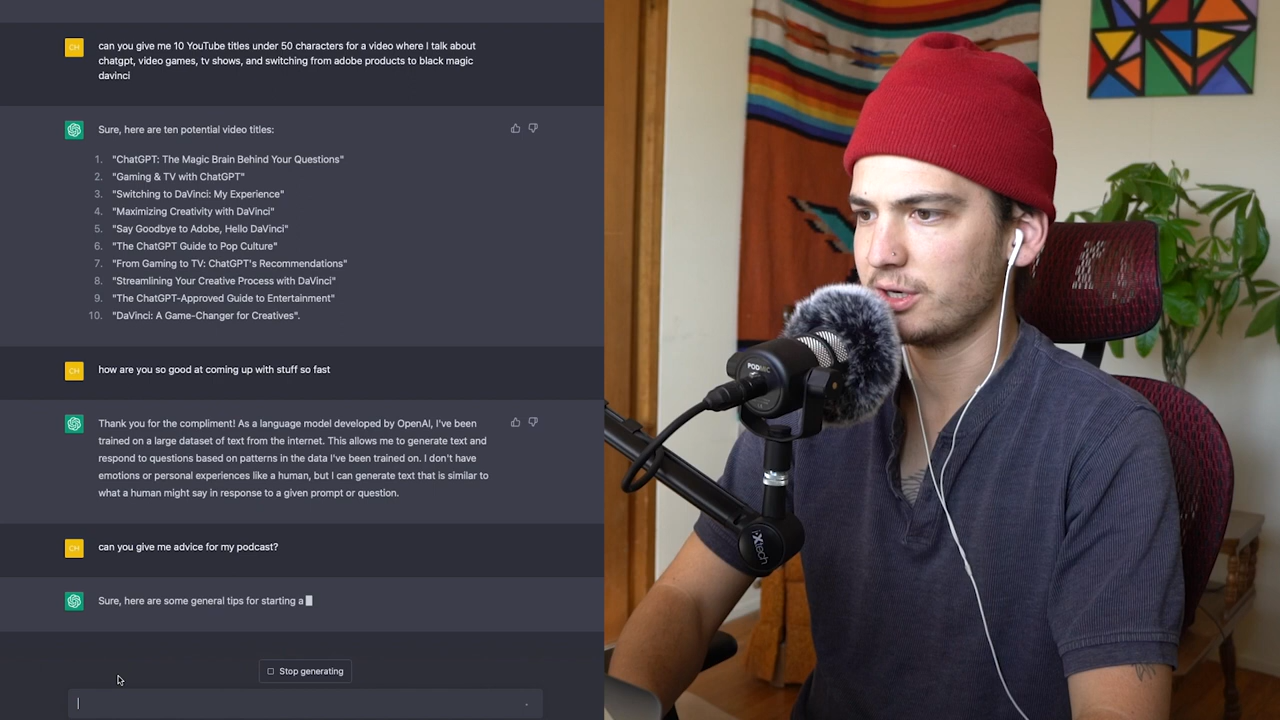 CH
can you give me 10 YouTube titles under 50 characters for a video where I talk about
chatgpt, video games, tv shows, and switching from adobe products to black magic
davinci
Sure, here are ten potential video titles:
1. "ChatGPT: The Magic Brain Behind Your Questions"
2. "Gaming & TV with ChatGPT"
3. "Switching to DaVinci: My Experience"
4. "Maximizing Creativity with DaVinci"
5. "Say Goodbye to Adobe, Hello DaVinci"
6. "The ChatGPT Guide to Pop Culture"
7. "From Gaming to TV: ChatGPT's Recommendations"
8. "Streamlining Your Creative Process with DaVinci"
9. "The ChatGPT-Approved Guide to Entertainment"
10. "DaVinci: A Game-Changer for Creatives".
CH
how are you so good at coming up with stuff so fast
Thank you for the compliment! As a language model developed by OpenAI, I've been
trained on a large dataset of text from the internet. This allows me to generate text and
respond to questions based on patterns in the data I've been trained on. I don't have
emotions or personal experiences like a human, but I can generate text that is similar to
what a human might say in response to a given prompt or question.
CH
can you give me advice for my podcast?
Sure, here are some general tips for starting a
Stop generating
PODMIC
iXtech